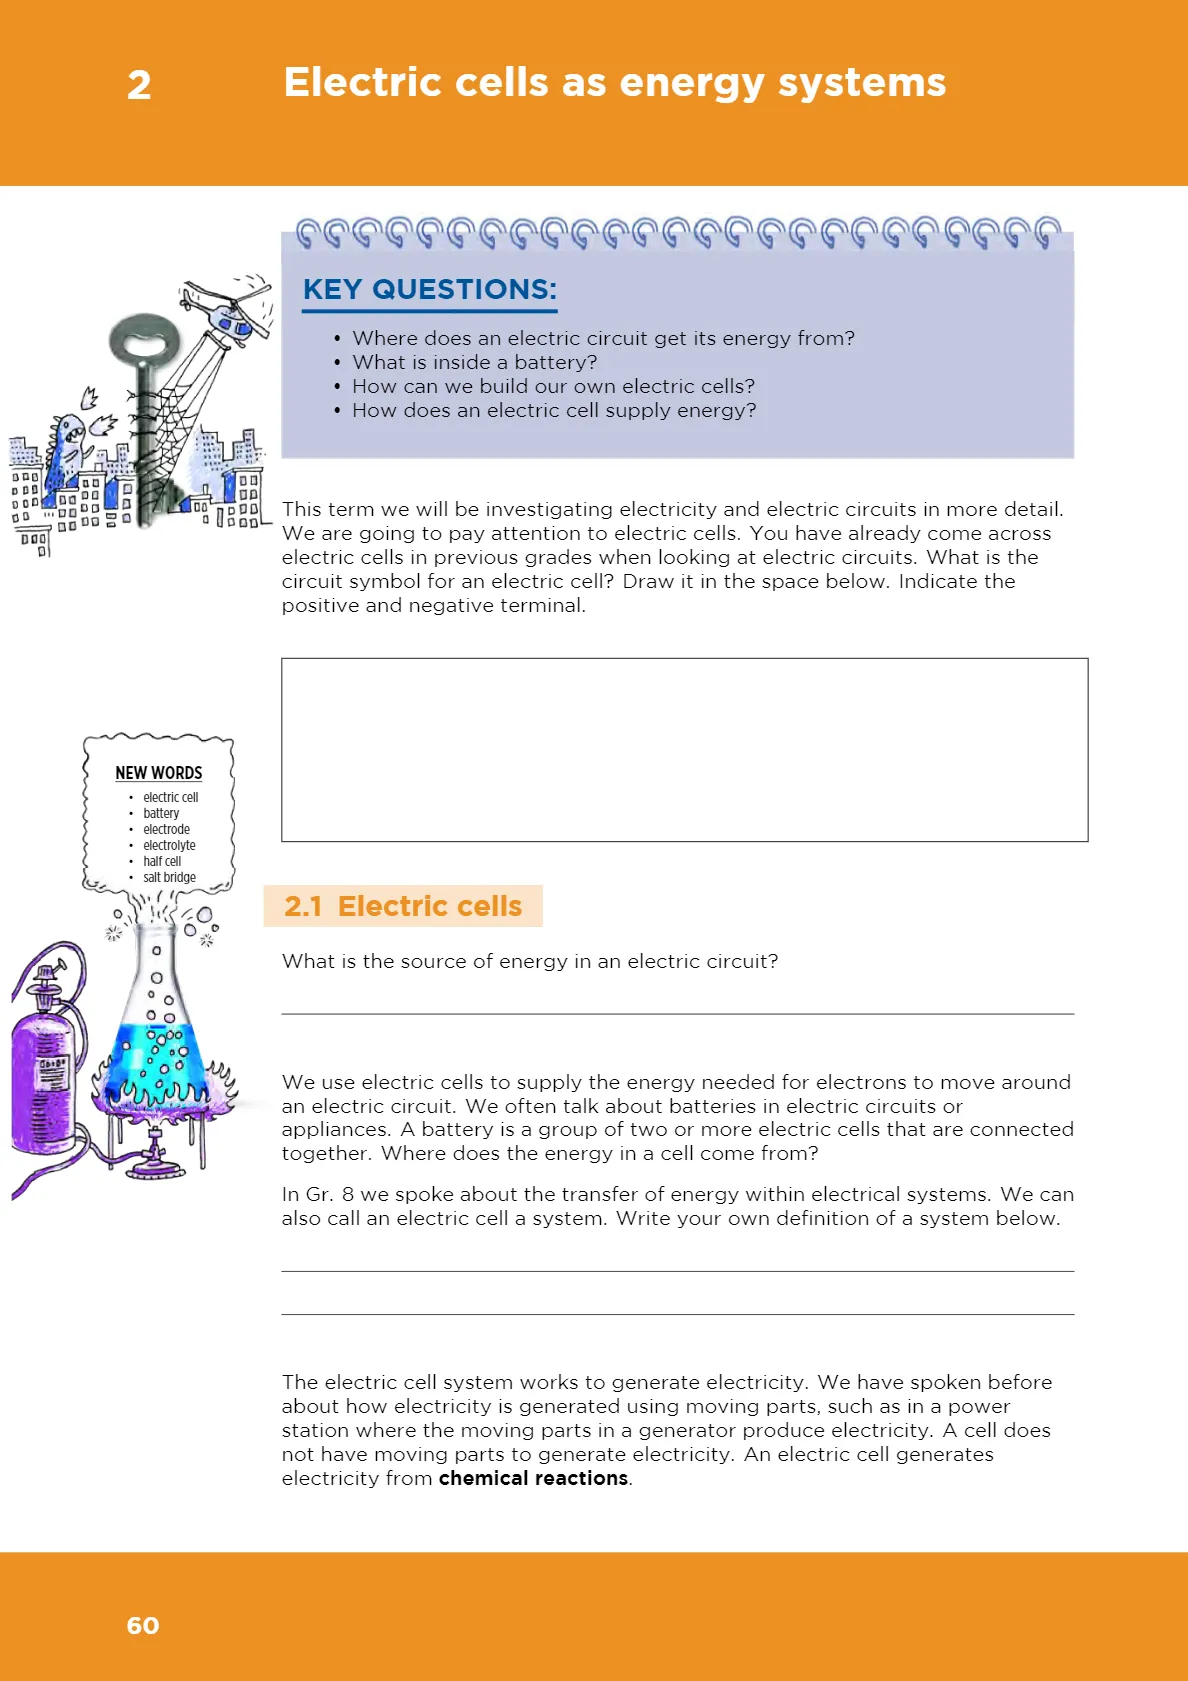 2
Electric cells as energy systems
KEY QUESTIONS:
• Where does an electric circuit get its energy from?
• What is inside a battery?
• How can we build our own electric cells?
• How does an electric cell supply energy?
This term we will be investigating electricity and electric circuits in more detail.
We are going to pay attention to electric cells. You have already come across
electric cells in previous grades when looking at electric circuits. What is the
circuit symbol for an electric cell? Draw it in the space below. Indicate the
positive and negative terminal.
NEW WORDS
• electric cell
• battery
• electrode
• electrolyte
• half cell
• salt bridge
2.1 Electric cells
What is the source of energy in an electric circuit?
We use electric cells to supply the energy needed for electrons to move around
an electric circuit. We often talk about batteries in electric circuits or
appliances. A battery is a group of two or more electric cells that are connected
together. Where does the energy in a cell come from?
In Gr. 8 we spoke about the transfer of energy within electrical systems. We can
also call an electric cell a system. Write your own definition of a system below.
The electric cell system works to generate electricity. We have spoken before
about how electricity is generated using moving parts, such as in a power
station where the moving parts in a generator produce electricity. A cell does
not have moving parts to generate electricity. An electric cell generates
electricity from chemical reactions.
60